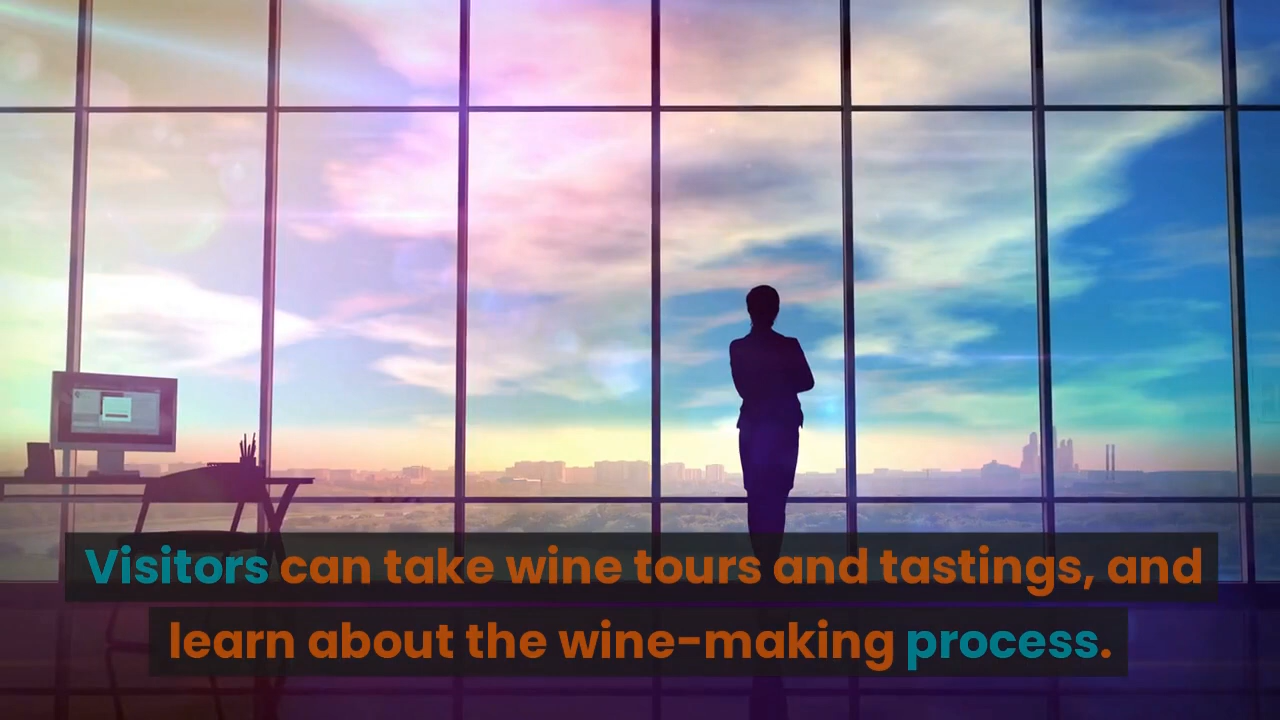 Visitors can take wine tours and tastings, and
learn about the wine-making process.